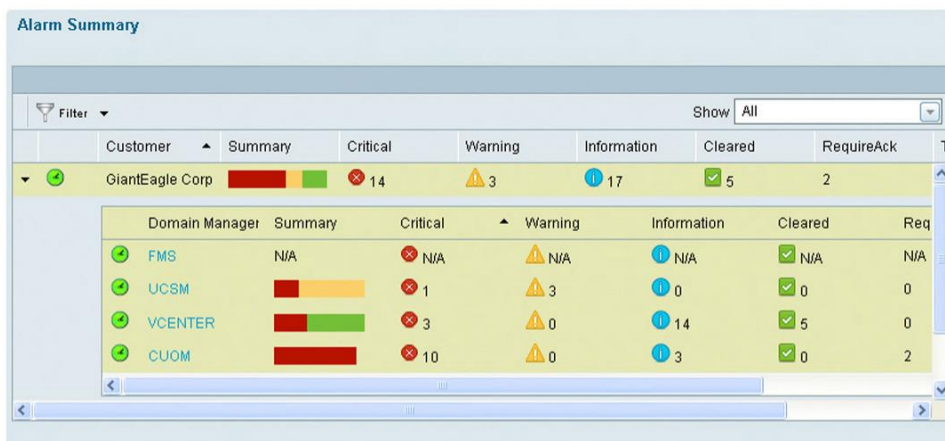 Alarm Summary
Filter Show All
Customer Summary Critical Warning Information Cleared RequireAck
GiantEagle Corp 14 3 17 5 2
Domain Manager Summary Critical Warning Information Cleared Req
FMS N/A N/A N/A N/A N/A N/A
UCSM 1 3 0 0 0
VCENTER 3 0 14 5 0
CUOM 10 0 3 0 2